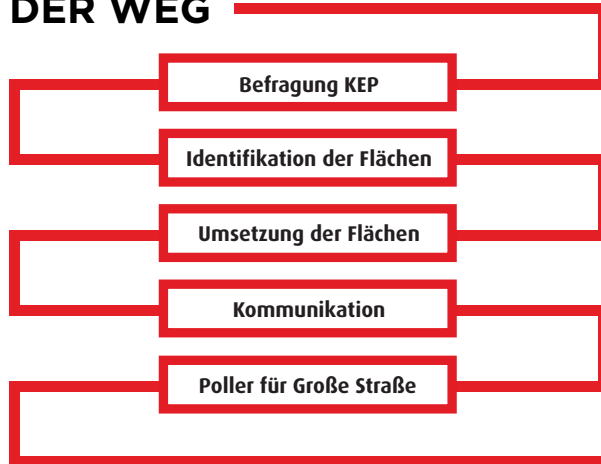 DER WEG
Befragung KEP
Identifikation der Flächen
Umsetzung der Flächen
Kommunikation
Poller für Große Straße